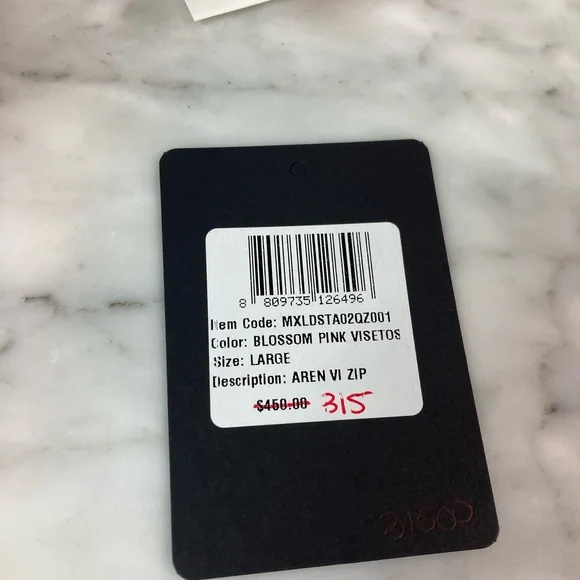 8 809735 126496
Item Code: MXLDSTA02QZ001
Color: BLOSSOM PINK VISETOS
Size: LARGE
Description: AREN VI ZIP
$450.00 315